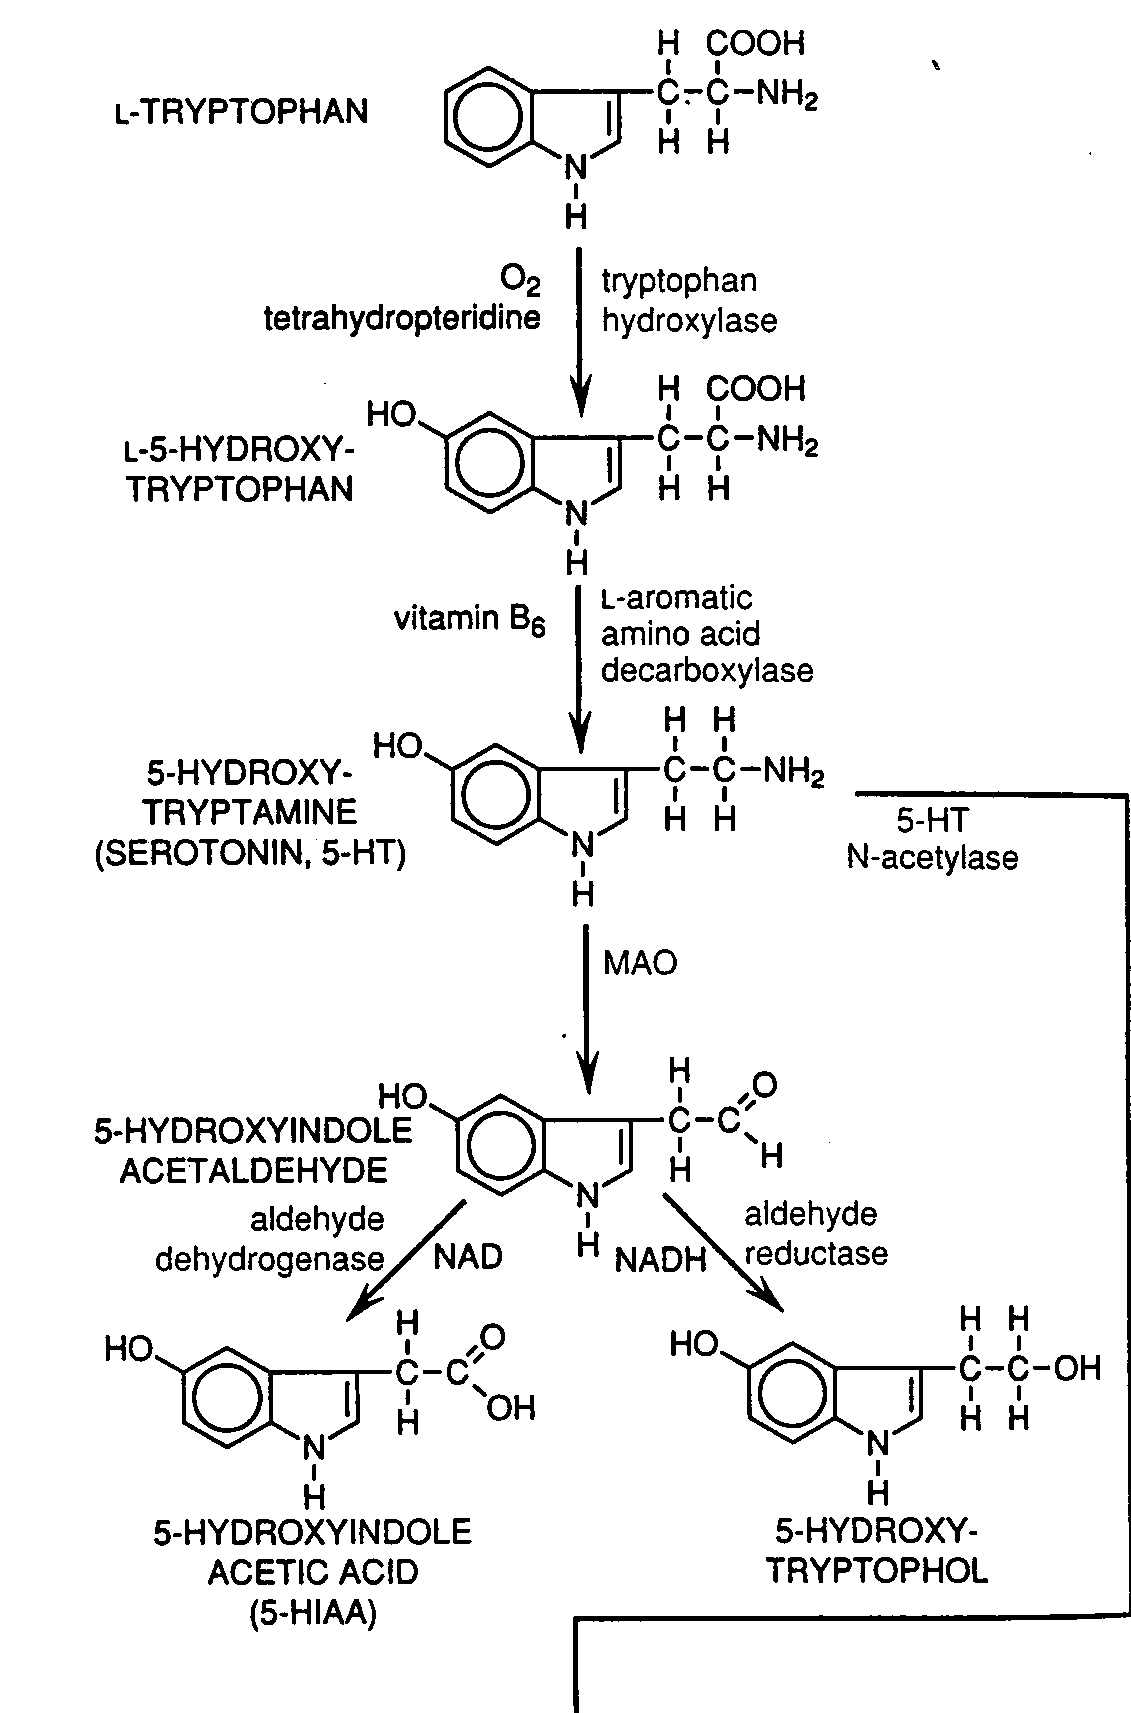 H COOH
L-TRYPTOPHAN
C-C-NH2
H H
N
H
O2
tetrahydropteridine
tryptophan
hydroxylase
H COOH
HO
C-C-NH2
L-5-HYDROXY-
TRYPTOPHAN
H H
N
H
vitamin B6
L-aromatic
amino acid
decarboxylase
H H
HO
C-C-NH2
5-HYDROXY-
TRYPTAMINE
(SEROTONIN, 5-HT)
H H
N
H
5-HT
N-acetylase
MAO
H
O
HO
C-C
H
H
5-HYDROXYINDOLE
ACETALDEHYDE
N
H
aldehyde
dehydrogenase
NAD
NADH
aldehyde
reductase
H
O
HO
C-C
OH
H
N
H
5-HYDROXYINDOLE
ACETIC ACID
(5-HIAA)
H H
HO
C-C-OH
H H
N
H
5-HYDROXY-
TRYPTOPHOL